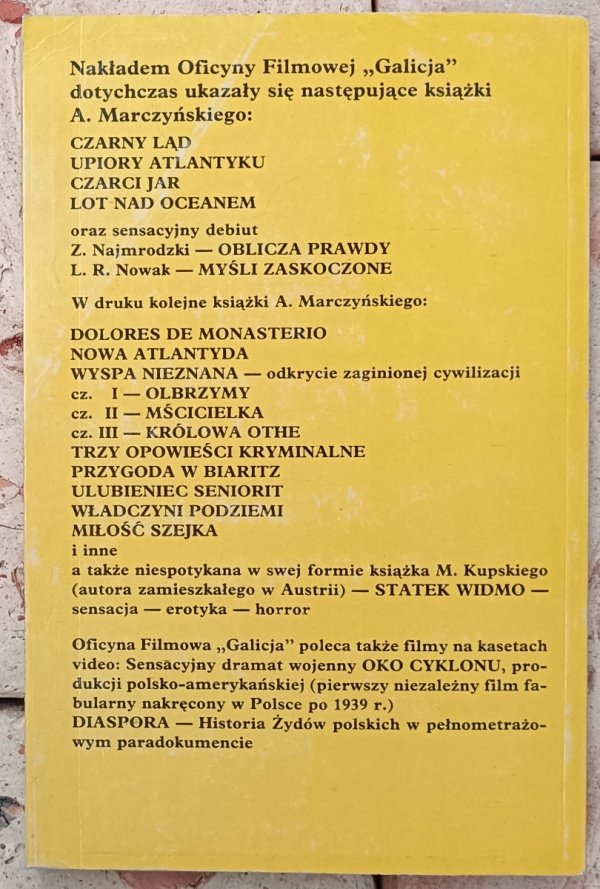 Nakładem Oficyny Filmowej „Galicja”
dotychczas ukazały się następujące książki
A. Marczyńskiego:
CZARNY LĄD
UPIORY ATLANTYKU
CZARCI JAR
LOT NAD OCEANEM
oraz sensacyjny debiut
Z. Najmrodzki — OBLICZA PRAWDY
L. R. Nowak — MYŚLI ZASKOCZONE
W druku kolejne książki A. Marczyńskiego:
DOLORES DE MONASTERIO
NOWA ATLANTYDA
WYSPA NIEZNANA — odkrycie zaginionej cywilizacji
cz. I — OLBRZYMY
cz. II — MŚCICIELKA
cz. III — KRÓLOWA OTHE
TRZY OPOWIEŚCI KRYMINALNE
PRZYGODA W BIARITZ
ULUBIENIEC SENIORIT
WŁADCZYNI PODZIEMI
MIŁOŚĆ SZEJKA
i inne
a także niespotykana w swej formie książka M. Kupskiego
(autora zamieszkałego w Austrii) — STATEK WIDMO —
sensacja — erotyka — horror
Oficyna Filmowa „Galicja” poleca także filmy na kasetach
video: Sensacyjny dramat wojenny OKO CYKLONU, pro-
dukcji polsko-amerykańskiej (pierwszy niezależny film fa-
bularny nakręcony w Polsce po 1939 r.)
DIASPORA — Historia Żydów polskich w pełnometrażo-
wym paradokumencie